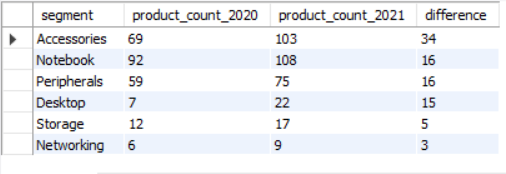 segment product_count_2020 product_count_2021 difference
Accessories 69 103 34
Notebook 92 108 16
Peripherals 59 75 16
Desktop 7 22 15
Storage 12 17 5
Networking 6 9 3